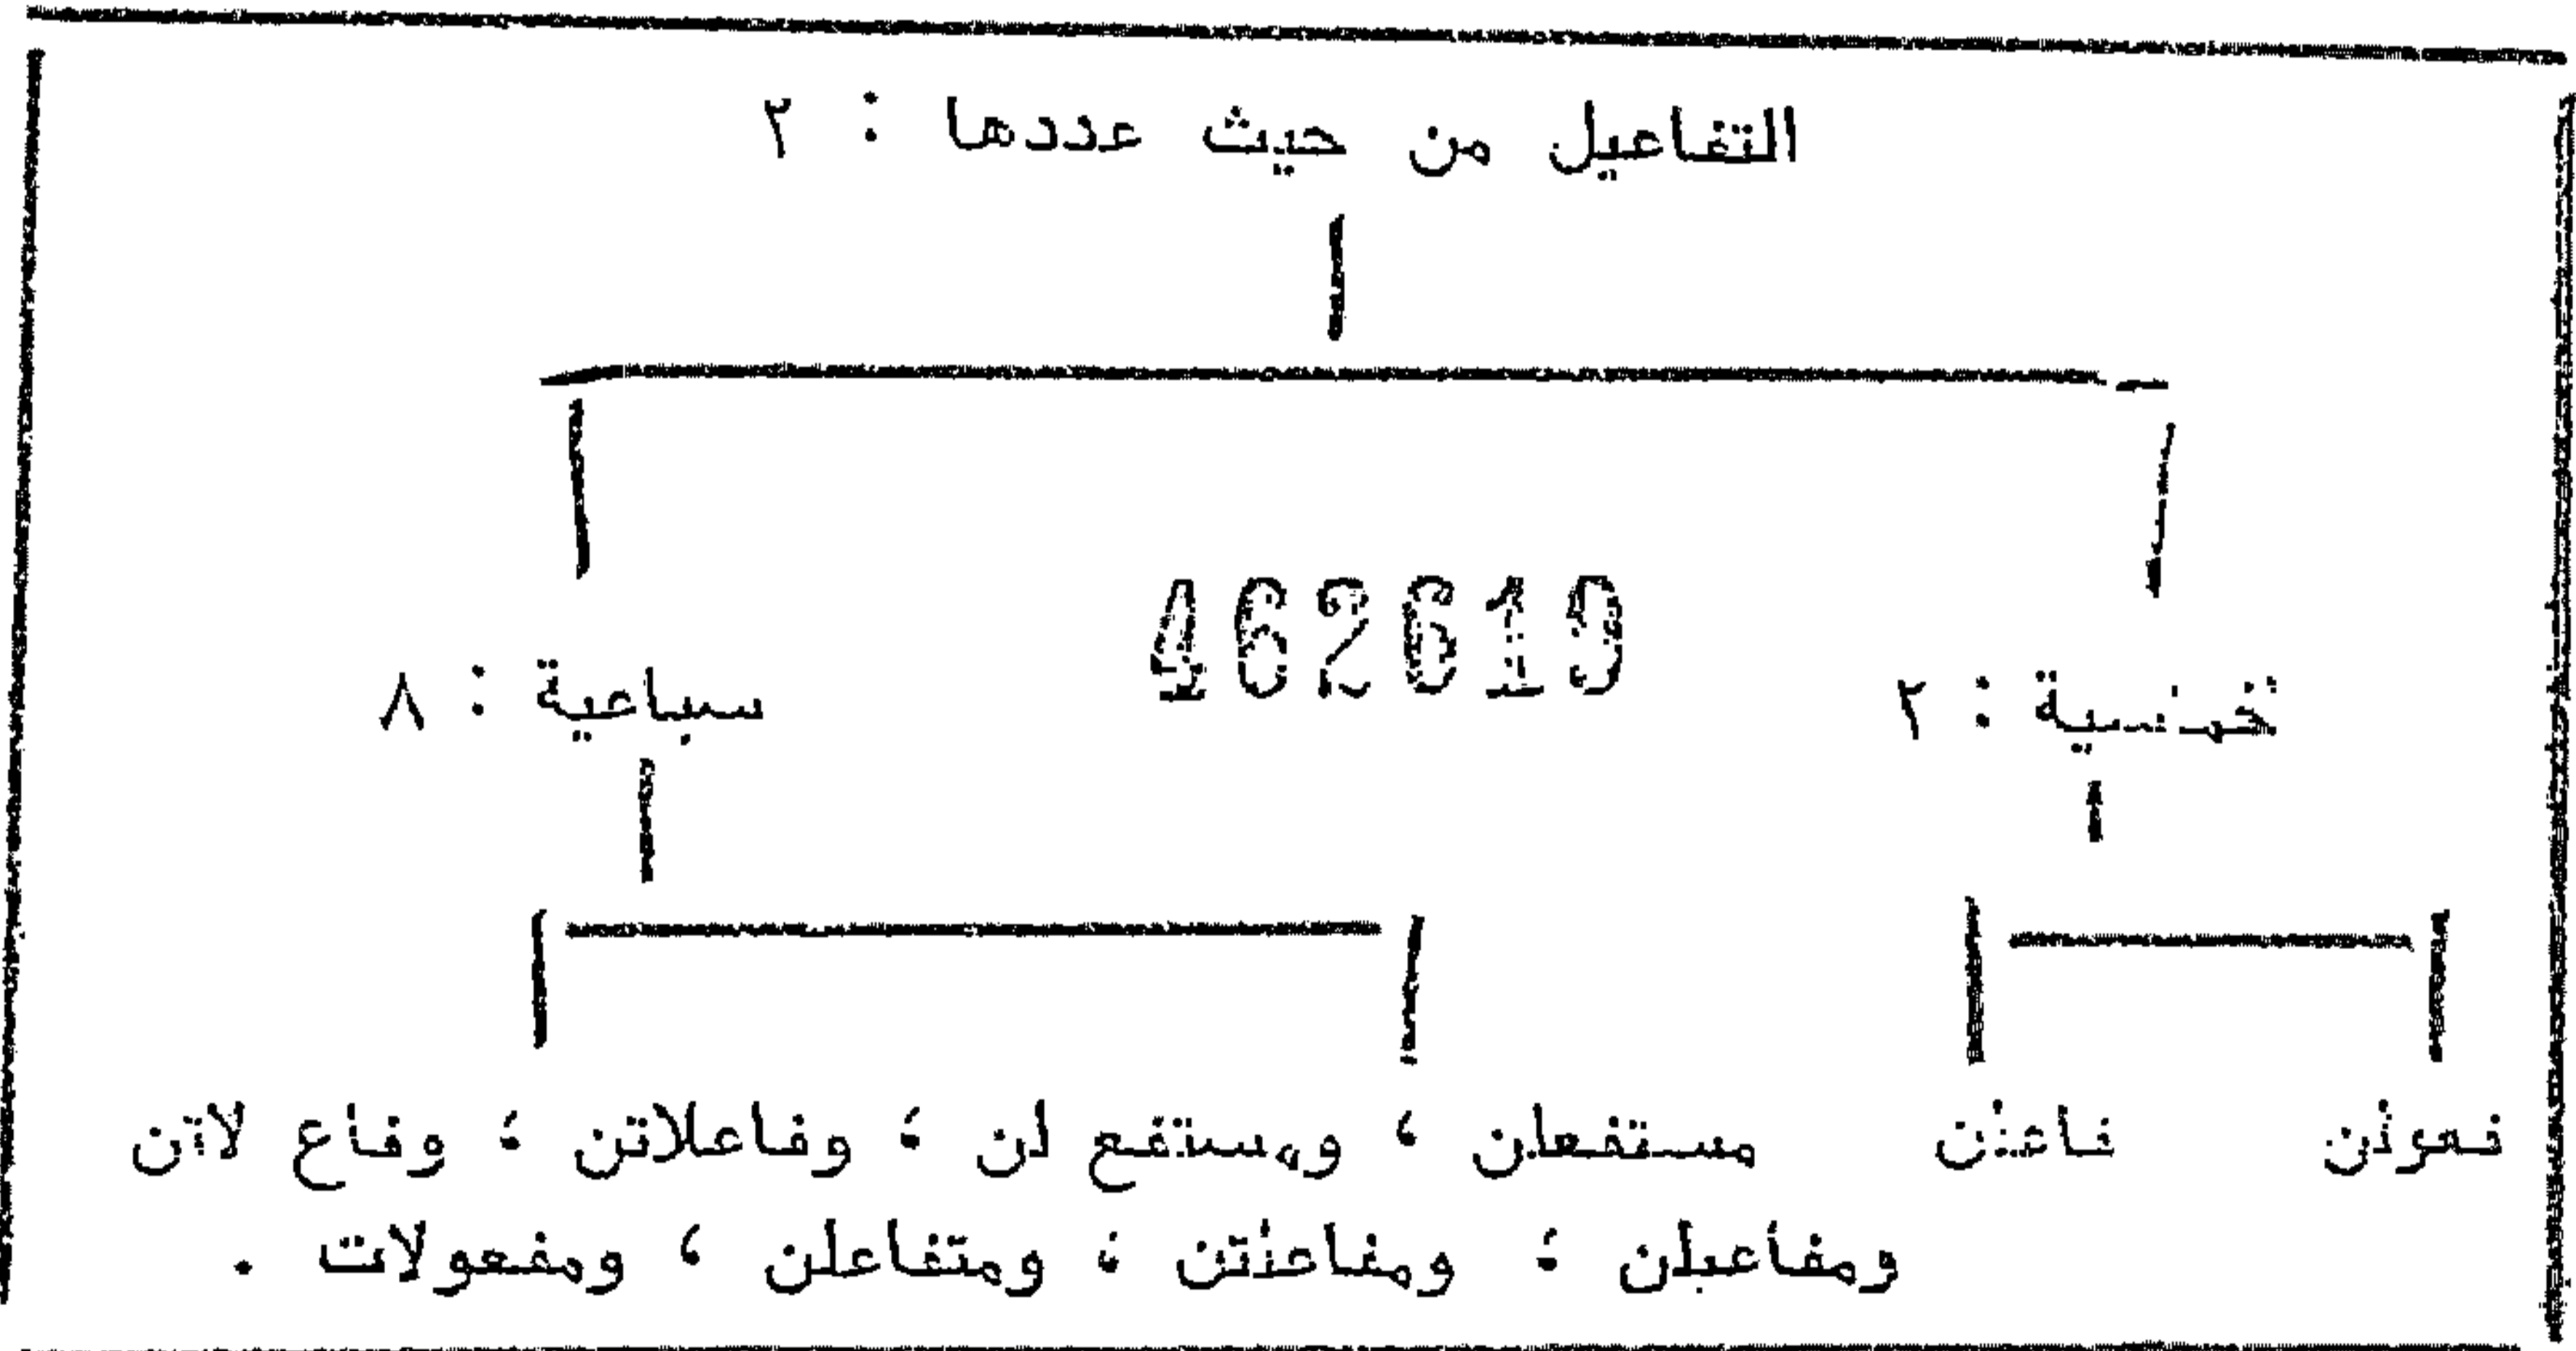 التفاعيل من حيث عددها : ٢
462619
خمسية : ٢ سباعية : ٨
فعولن فاعلن مستفعلن ، ومستفع لن ، وفاعلاتن ، وفاع لاتن
ومفاعيلن ، ومفاعلتن ، ومتفاعلن ، ومفعولات .